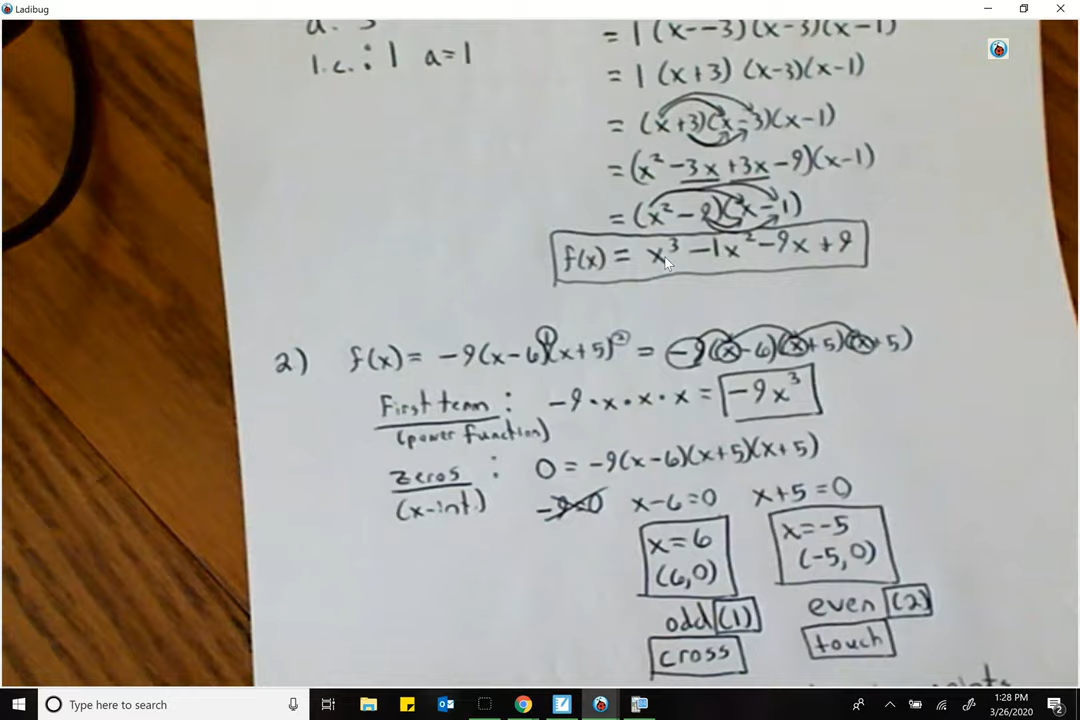 Ladibug
d: 3
= 1 (x--3)(x-3)(x-1)
l.c.: 1 a=1
= 1 (x+3) (x-3)(x-1)
= (x+3)(x-3)(x-1)
= (x² -3x +3x -9)(x-1)
= (x² - 9)(x-1)
f(x) = x³ -1x² -9x +9
2) f(x) = -9(x-6)^①(x+5)^② = -9(x-6)(x+5)(x+5)
First term : -9 • x • x • x = -9x³
(power function)
zeros : 0 = -9(x-6)(x+5)(x+5)
(x-int.) -9=0 x-6=0 x+5=0
x=6 x=-5
(6,0) (-5,0)
odd (1) even (2)
cross touch
Type here to search
1:28 PM
3/26/2020
2